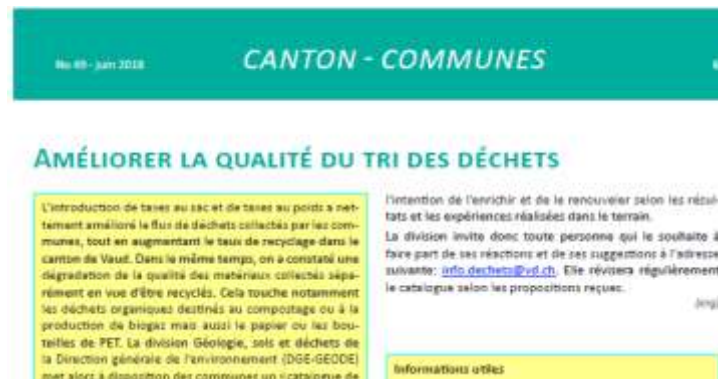 No 49 - juin 2018
CANTON - COMMUNES
AMÉLIORER LA QUALITÉ DU TRI DES DÉCHETS
L'introduction de taxes au sac et de taxes au poids a net-
tement amélioré le flux de déchets collectés par les com-
munes, tout en augmentant le taux de recyclage dans le
canton de Vaud. Dans le même temps, on a constaté une
dégradation de la qualité des matériaux collectés sépa-
rément en vue d'être recyclés. Cela touche notamment
les déchets organiques destinés au compostage ou à la
production de biogaz mais aussi le papier ou les bou-
teilles de PET. La division Géologie, sols et déchets de
la Direction générale de l'environnement (DGE-GEODE)
met alors à disposition des communes un «catalogue de
l'intention de l'enrichir et de le renouveler selon les résul-
tats et les expériences réalisées dans le terrain.
La division invite donc toute personne qui le souhaite à
faire part de ses réactions et de ses suggestions à l'adresse
suivante: info.dechets@vd.ch. Elle révisera régulièrement
le catalogue selon les propositions reçues.
Informations utiles